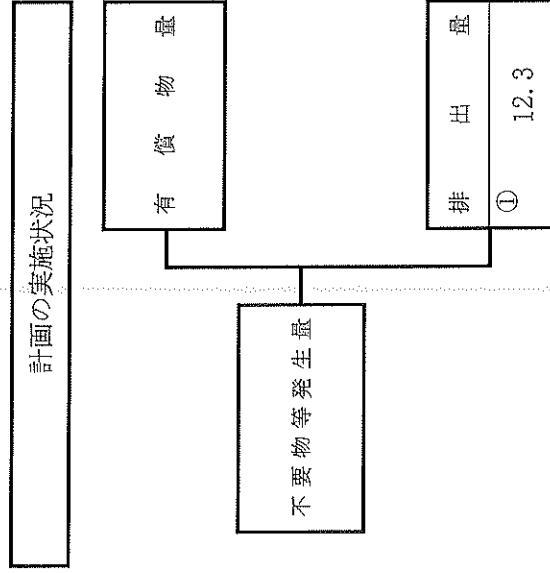 計画の実施状況
有償物量
不要物等発生量
排出量
① 12.3